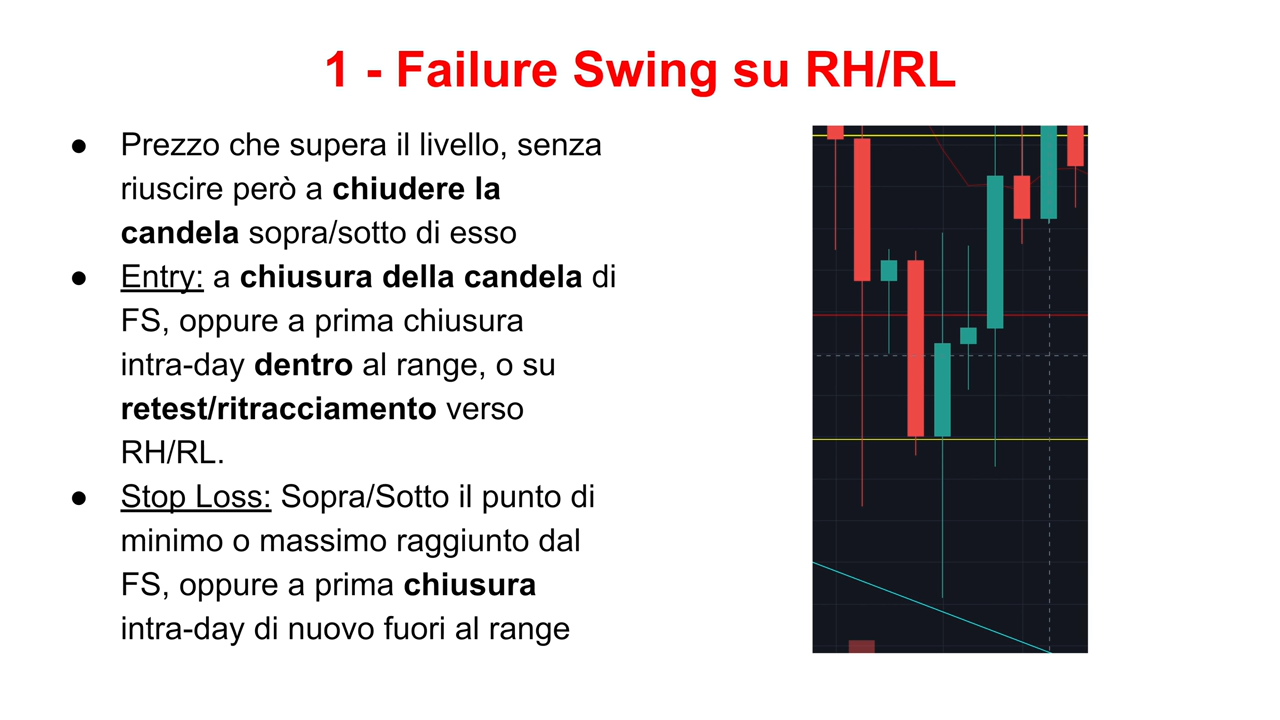 1 - Failure Swing su RH/RL
● Prezzo che supera il livello, senza
riuscire però a chiudere la
candela sopra/sotto di esso
● Entry: a chiusura della candela di
FS, oppure a prima chiusura
intra-day dentro al range, o su
retest/ritracciamento verso
RH/RL.
● Stop Loss: Sopra/Sotto il punto di
minimo o massimo raggiunto dal
FS, oppure a prima chiusura
intra-day di nuovo fuori al range